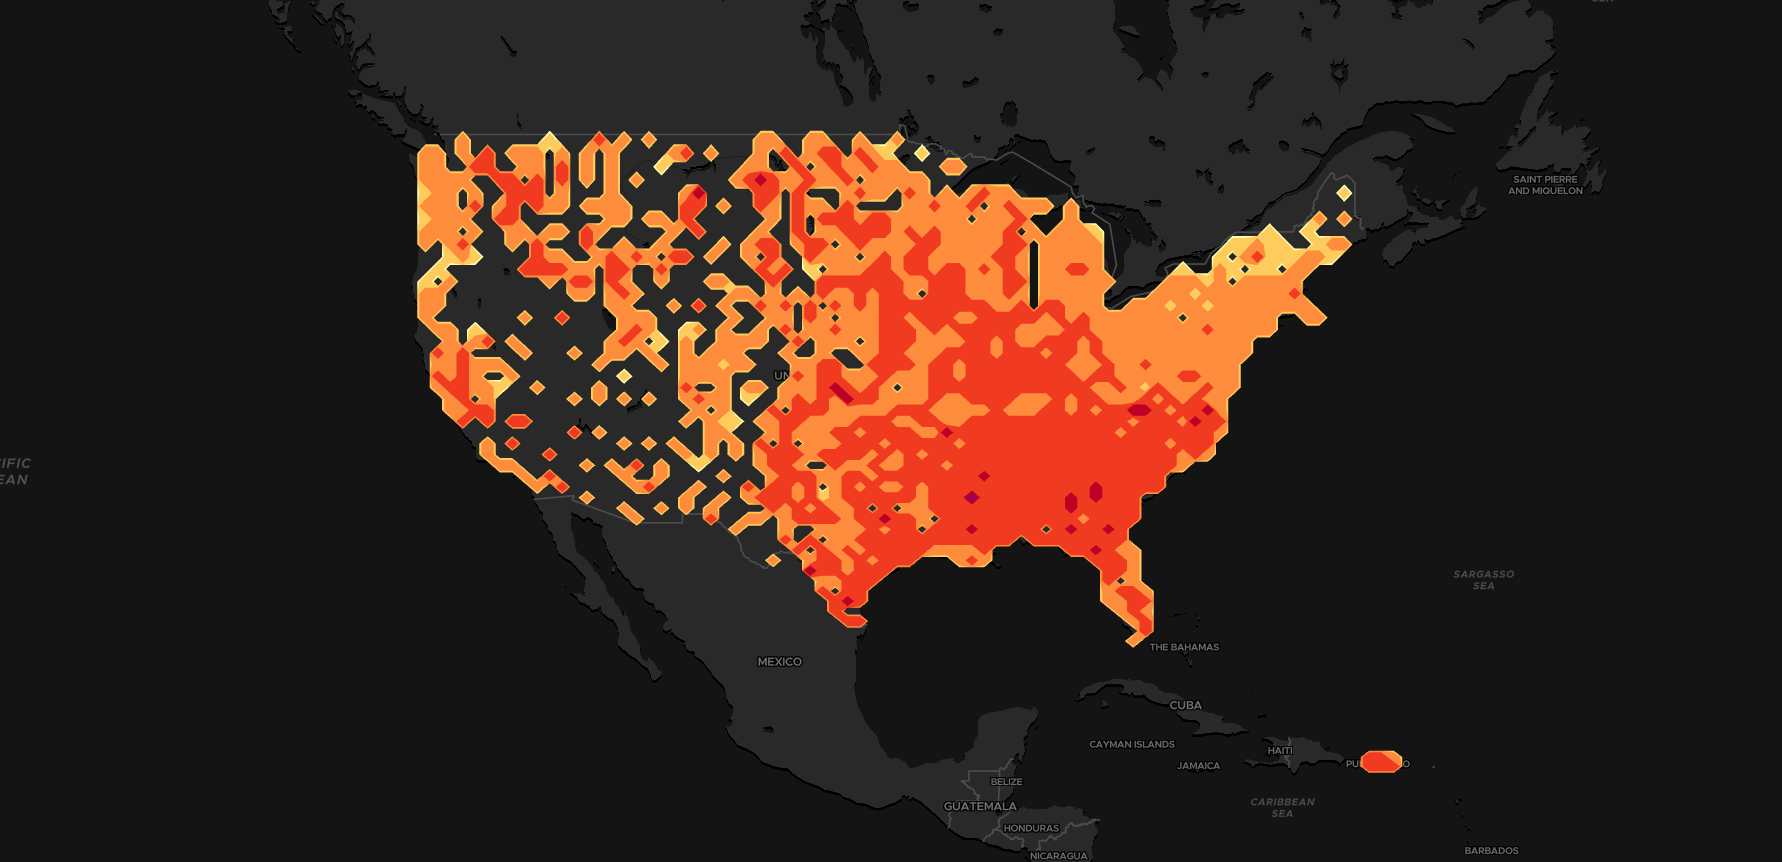 SAINT PIERRE
AND MIQUELON
UN
IFIC
EAN
SARGASSO
SEA
THE BAHAMAS
MEXICO
CUBA
CAYMAN ISLANDS
HAITI
JAMAICA
PU O
BELIZE
CARIBBEAN
SEA
GUATEMALA
HONDURAS
NICARAGUA
BARBADOS